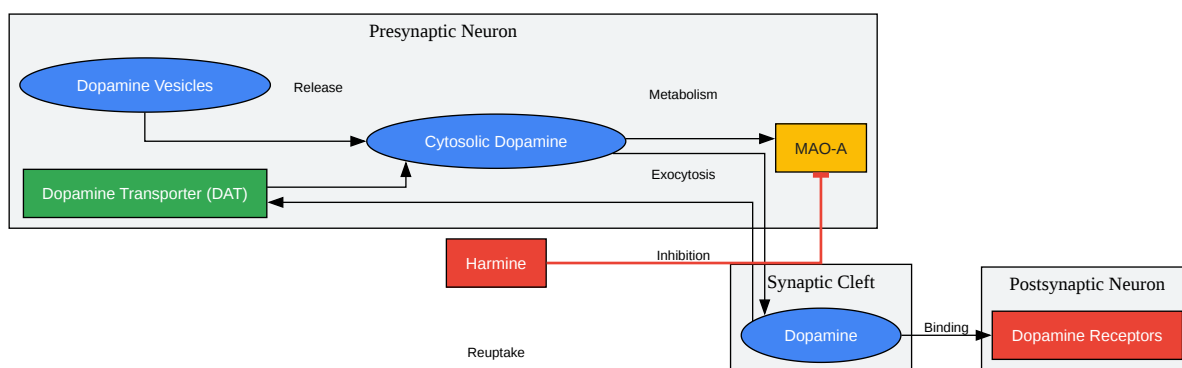 Presynaptic Neuron
Dopamine Vesicles
Release
Metabolism
Cytosolic Dopamine
MAO-A
Exocytosis
Dopamine Transporter (DAT)
Harmine
Inhibition
Synaptic Cleft
Postsynaptic Neuron
Dopamine
Binding
Dopamine Receptors
Reuptake